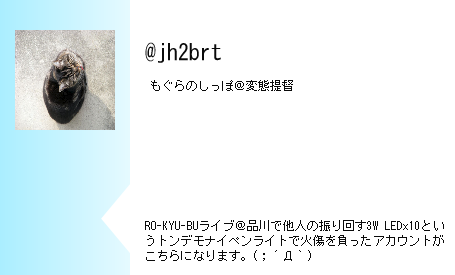 @jh2brt
もぐらのしっぽ@変態提督
RO-KYU-BUライブ@品川で他人の振り回す3W LEDx10とい
うトンデモナイペンライトで火傷を負ったアカウントが
こちらになります。(；´Д｀)